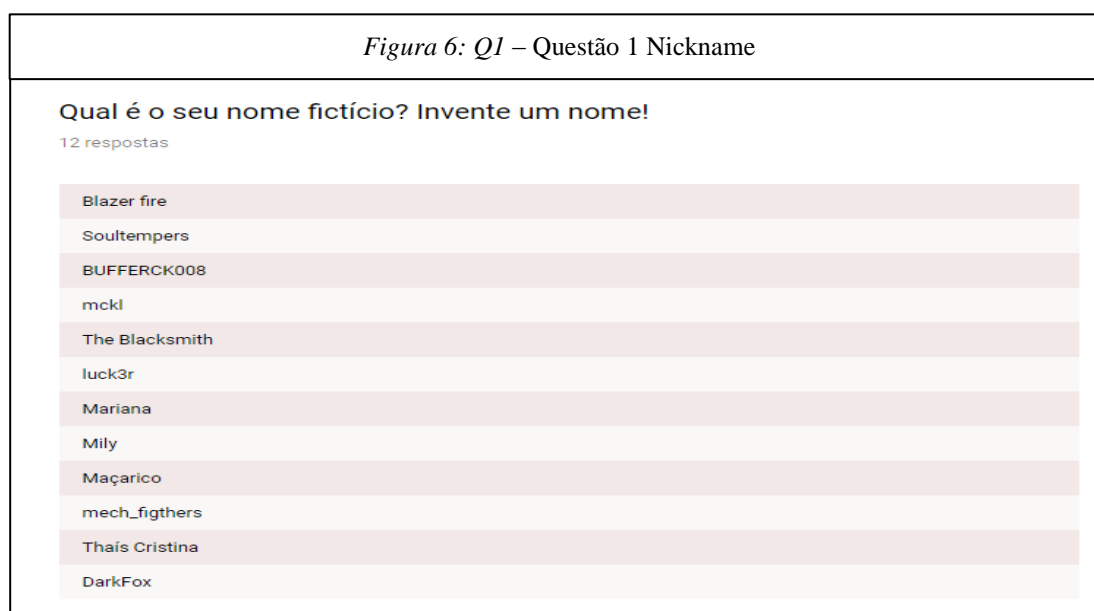 Figura 6: Q1 – Questão 1 Nickname
Qual é o seu nome fictício? Invente um nome!
12 respostas
Blazer fire
Soultempers
BUFFERCK008
mckl
The Blacksmith
luck3r
Mariana
Mily
Maçarico
mech_figthers
Thaís Cristina
DarkFox